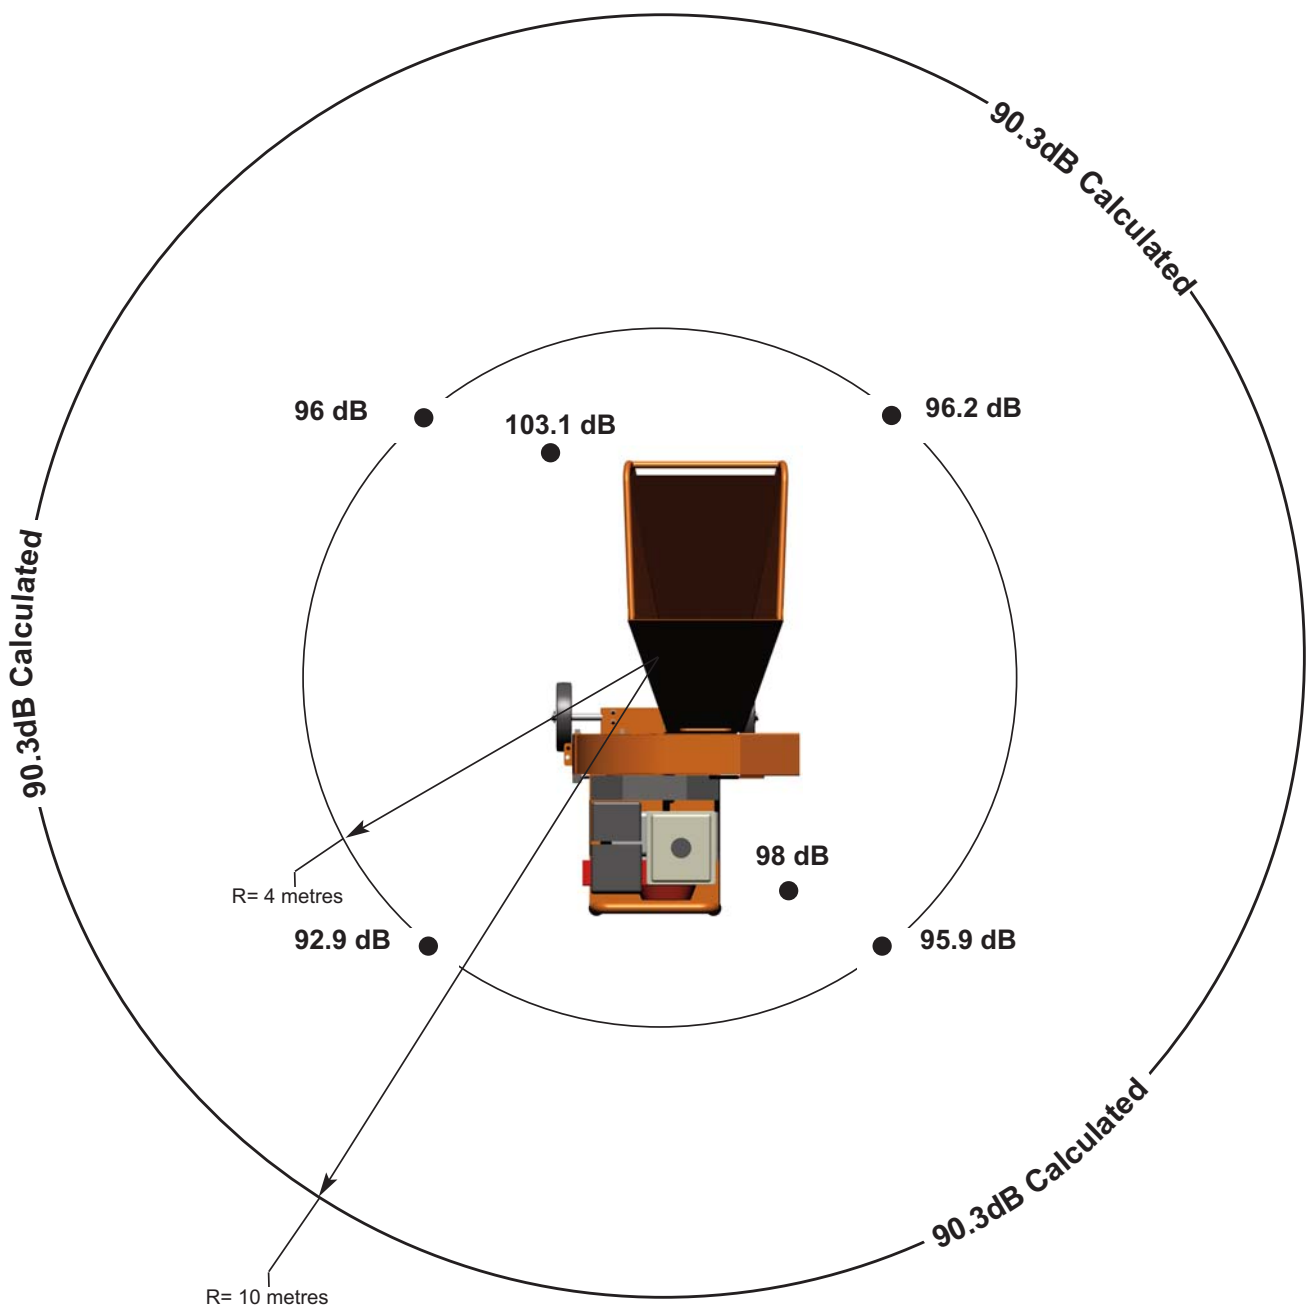 90.3dB Calculated
96 dB
96.2 dB
103.1 dB
90.3dB Calculated
98 dB
R= 4 metres
92.9 dB
95.9 dB
90.3dB Calculated
R= 10 metres